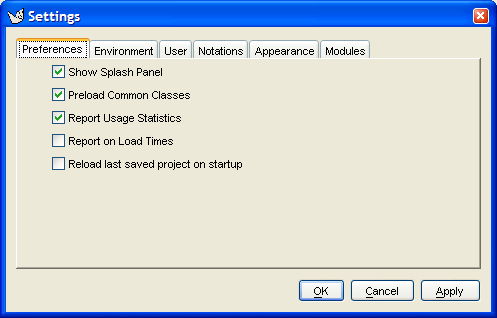 Settings
Preferences Environment User Notations Appearance Modules
Show Splash Panel
Preload Common Classes
Report Usage Statistics
Report on Load Times
Reload last saved project on startup
OK Cancel Apply